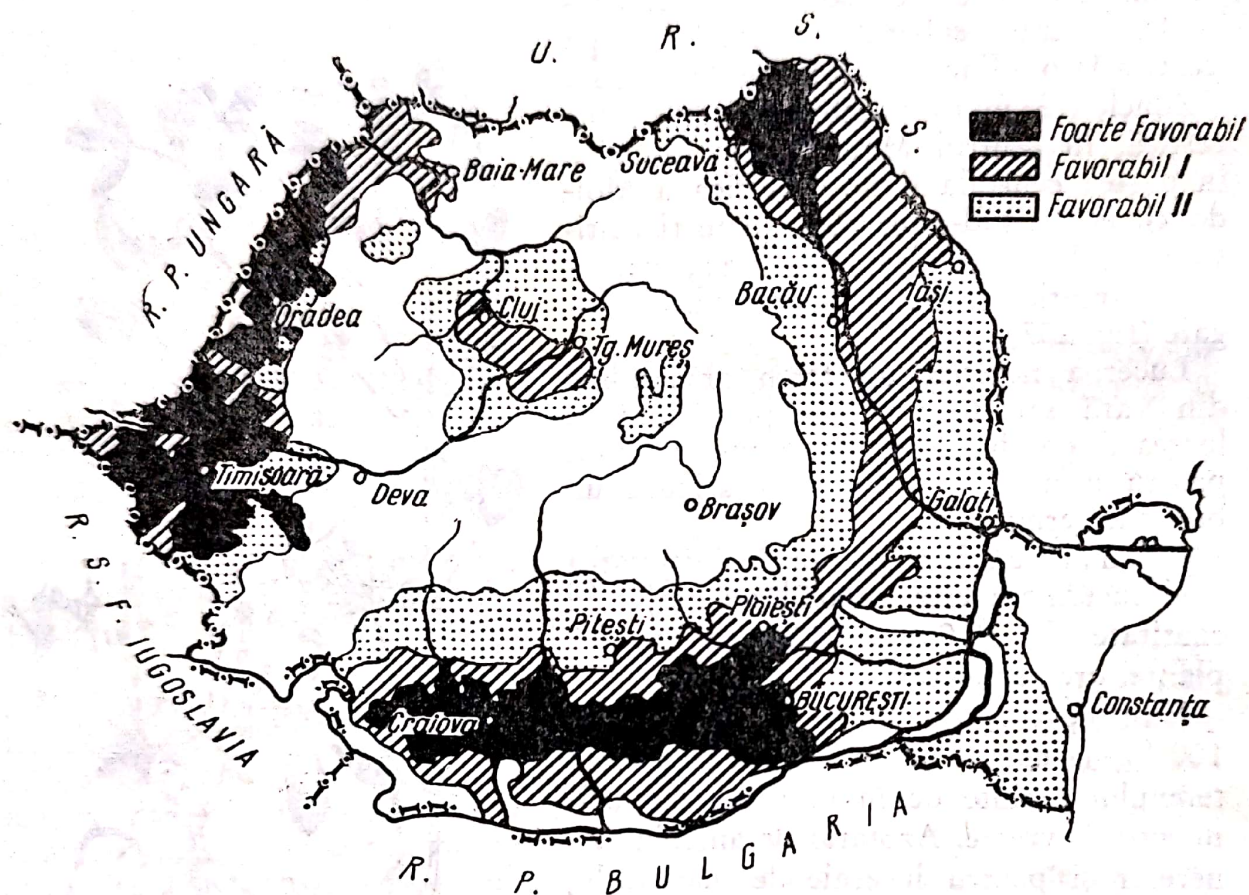 U. R. S. S.
R. P. UNGARĂ
Foarte Favorabil
Favorabil I
Favorabil II
Baia-Mare
Suceava
Oradea
Cluj
Bacău
Iași
Tg. Mureș
Timișoara
Deva
Brașov
Galați
R. S. F. IUGOSLAVIA
Pitești
Ploiești
Craiova
BUCUREȘTI
Constanța
R. P. BULGARIA